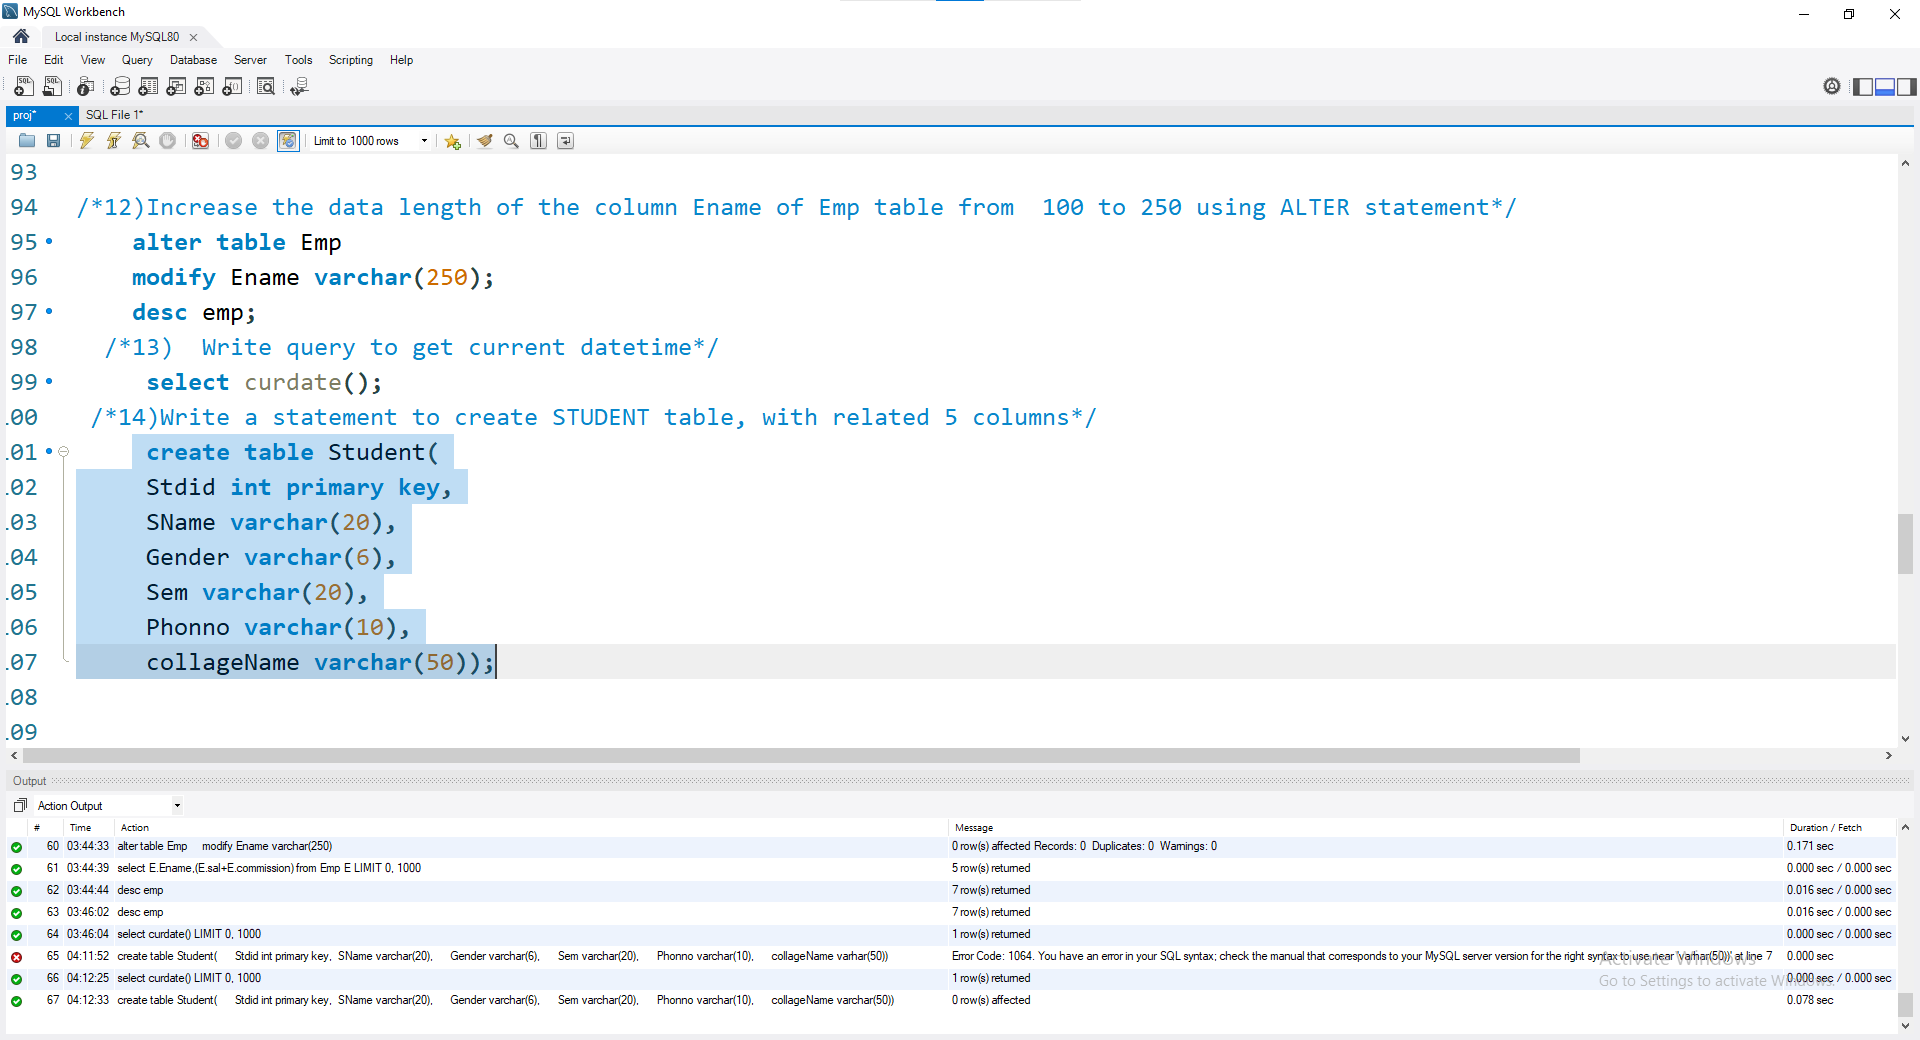 MySQL Workbench
Local instance MySQL80
File Edit View Query Database Server Tools Scripting Help
proj* SQL File 1*
Limit to 1000 rows
93
94 /*12)Increase the data length of the column Ename of Emp table from  100 to 250 using ALTER statement*/
95 alter table Emp
96 modify Ename varchar(250);
97 desc emp;
98 /*13)  Write query to get current datetime*/
99 select curdate();
.00 /*14)Write a statement to create STUDENT table, with related 5 columns*/
.01 create table Student(
.02 Stdid int primary key,
.03 SName varchar(20),
.04 Gender varchar(6),
.05 Sem varchar(20),
.06 Phonno varchar(10),
.07 collageName varchar(50));
.08
.09
Output
Action Output
# Time Action Message Duration / Fetch
60 03:44:33 alter table Emp modify Ename varchar(250) 0 row(s) affected Records: 0 Duplicates: 0 Warnings: 0 0.171 sec
61 03:44:39 select E.Ename,(E.sal+E.commission) from Emp E LIMIT 0, 1000 5 row(s) returned 0.000 sec / 0.000 sec
62 03:44:44 desc emp 7 row(s) returned 0.016 sec / 0.000 sec
63 03:46:02 desc emp 7 row(s) returned 0.016 sec / 0.000 sec
64 03:46:04 select curdate() LIMIT 0, 1000 1 row(s) returned 0.000 sec / 0.000 sec
65 04:11:52 create table Student( Stdid int primary key, SName varchar(20), Gender varchar(6), Sem varchar(20), Phonno varchar(10), collageName varhar(50)) Error Code: 1064. You have an error in your SQL syntax; check the manual that corresponds to your MySQL server version for the right syntax to use near 'varhar(50))' at line 7 0.000 sec
66 04:12:25 select curdate() LIMIT 0, 1000 1 row(s) returned 0.000 sec / 0.000 sec
67 04:12:33 create table Student( Stdid int primary key, SName varchar(20), Gender varchar(6), Sem varchar(20), Phonno varchar(10), collageName varchar(50)) 0 row(s) affected 0.078 sec
Activate Windows
Go to Settings to activate Windows.